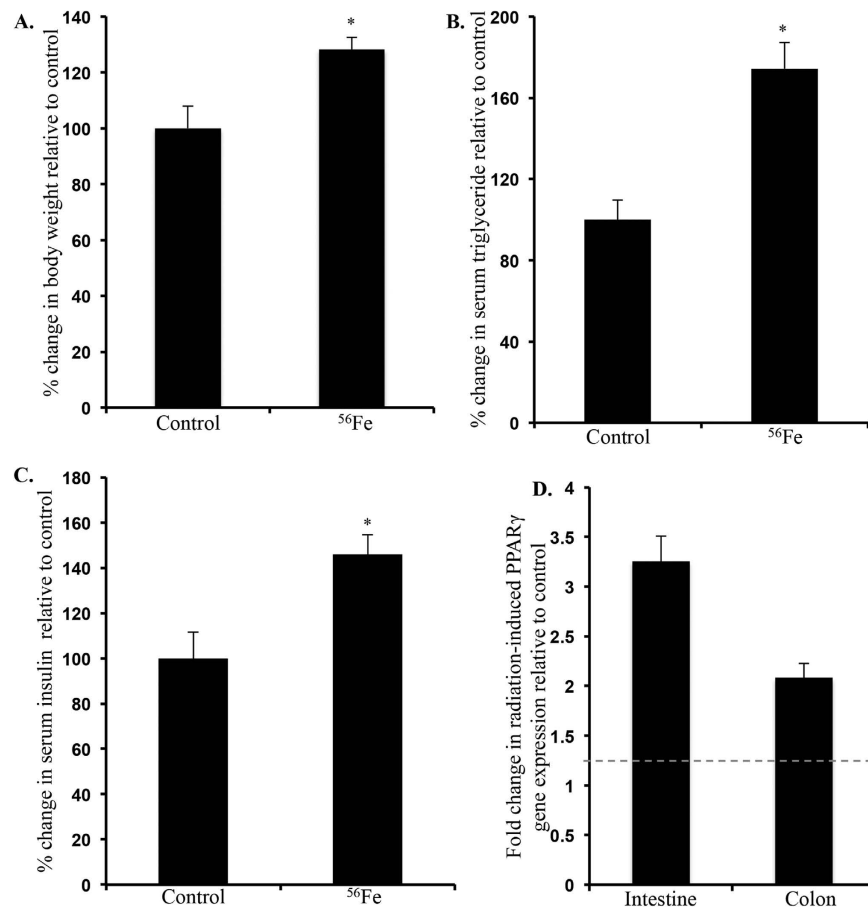 A.
% change in body weight relative to control
140
120
100
80
60
40
20
0
*
Control
⁵⁶Fe
B.
% change in serum triglyceride relative to control
200
160
120
80
40
0
*
Control
⁵⁶Fe
C.
% change in serum insulin relative to control
180
160
140
120
100
80
60
40
20
0
*
Control
⁵⁶Fe
D.
Fold change in radiation-induced PPARγ
gene expression relative to control
4
3.5
3
2.5
2
1.5
1
0.5
0
Intestine
Colon